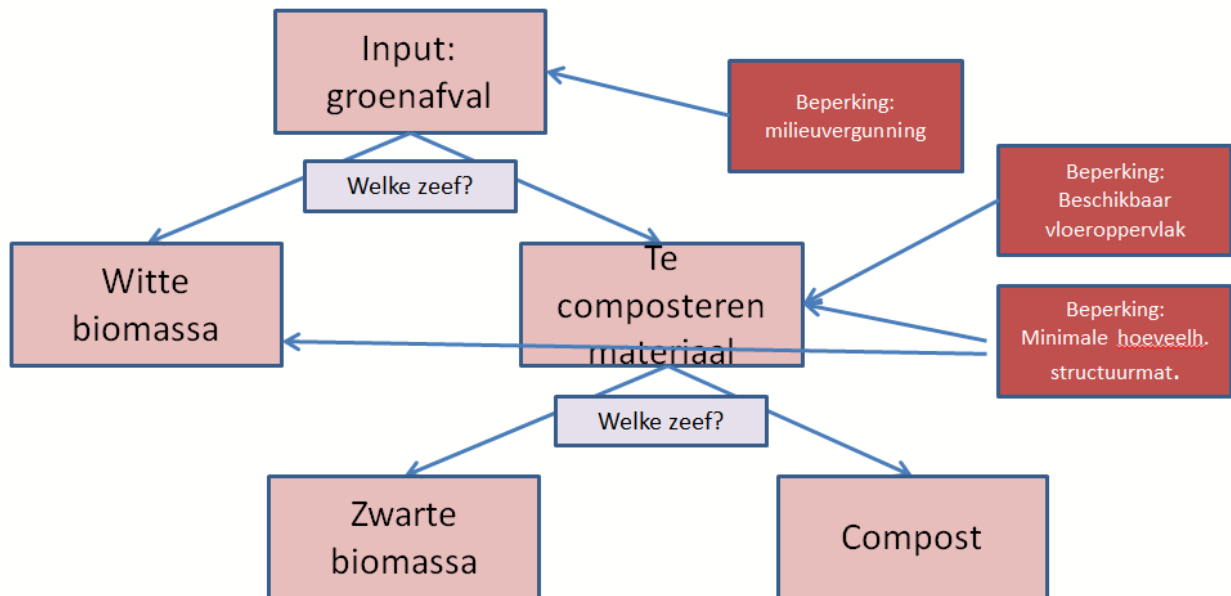 Input:
groenafval
Beperking:
milieuvergunning
Welke zeef?
Beperking:
Beschikbaar
vloeroppervlak
Witte
biomassa
Te
composteren
materiaal
Beperking:
Minimale hoeveelh.
structuurmat.
Welke zeef?
Zwarte
biomassa
Compost